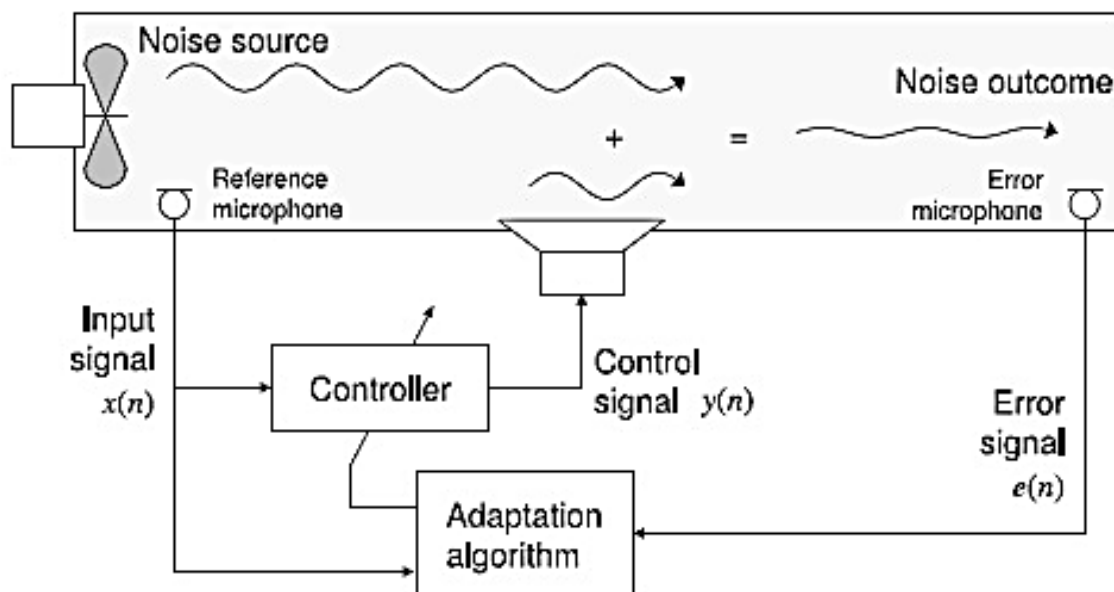 Noise source
Noise outcome
+
=
Reference
microphone
Error
microphone
Input
signal
x(n)
Controller
Control
signal y(n)
Error
signal
e(n)
Adaptation
algorithm